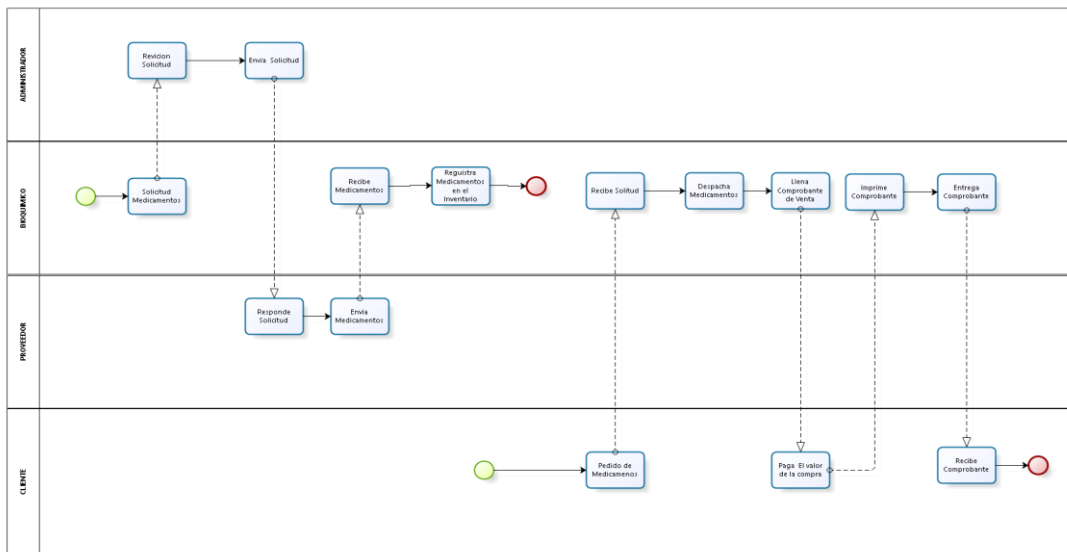 ADMINISTRADOR
Revicion
Solicitud
Envia Solicitud
BIOQUIMICO
Solicitud
Medicamentos
Recibe
Medicamentos
Reguistra
Medicamentos
en el
Inventario
Recibe Solitud
Despacha
Medicamentos
Llena
Comprobante
de Venta
Imprime
Comprobante
Entrega
Comprobante
PROVEEDOR
Responde
Solicitud
Envia
Medicamentos
CLIENTE
Pedido de
Medicamenos
Paga El valor
de la compra
Recibe
Comprobante